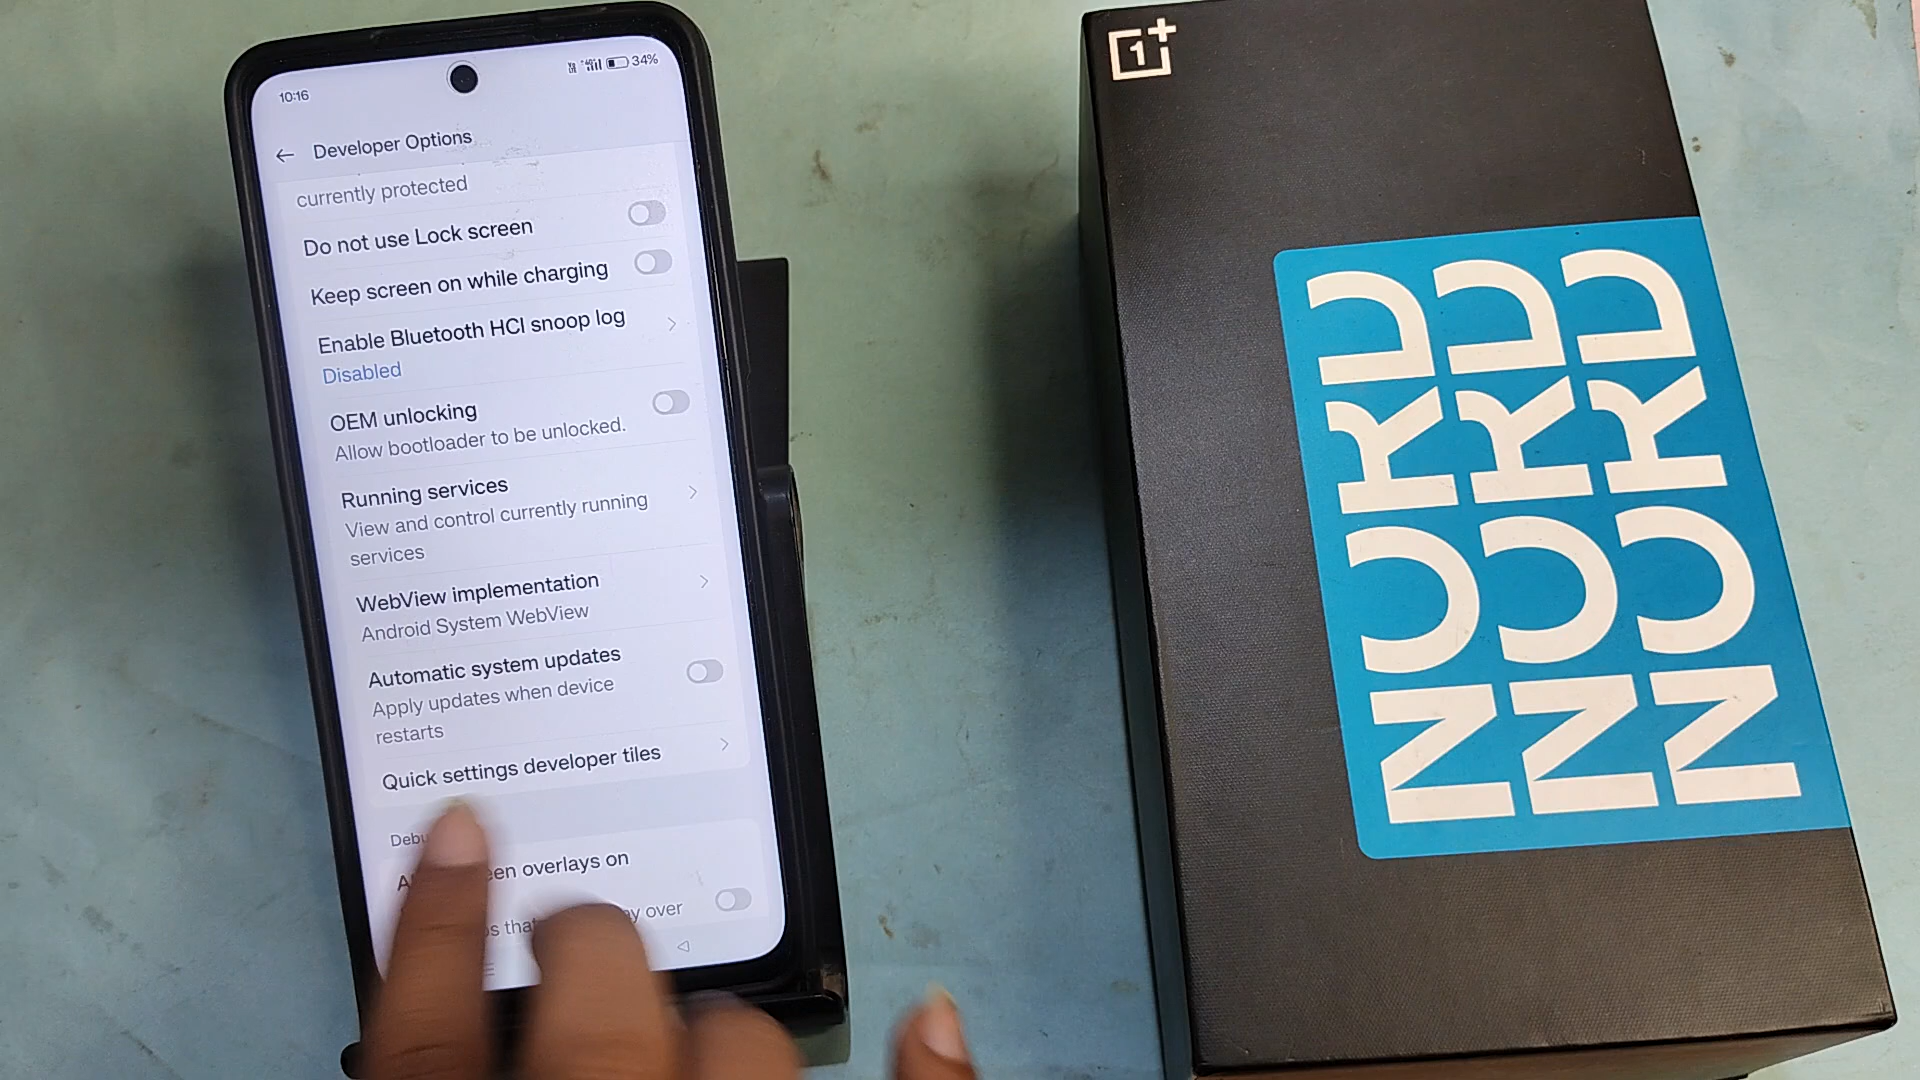 10:16
34%
Developer Options
currently protected
Do not use Lock screen
Keep screen on while charging
Enable Bluetooth HCI snoop log
Disabled
OEM unlocking
Allow bootloader to be unlocked.
Running services
View and control currently running
services
WebView implementation
Android System WebView
Automatic system updates
Apply updates when device
restarts
Quick settings developer tiles
overlays on
over
1+
NORD
NORD
NORD